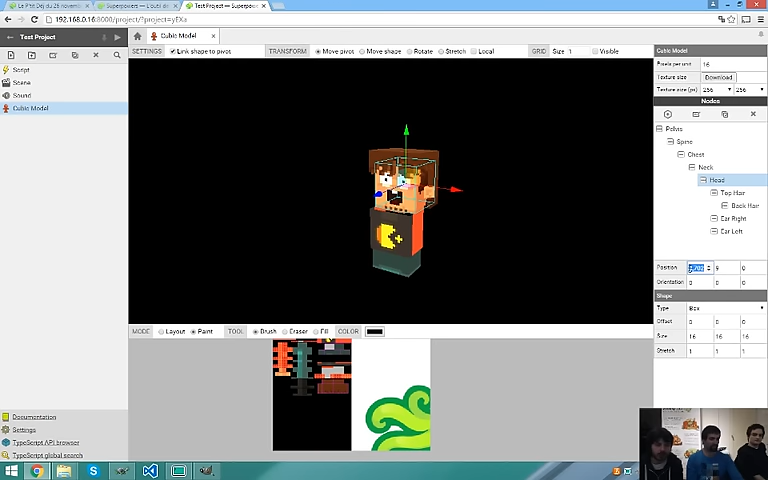 Le P'tit Dej du 26 novem
Superpowers — L'outil de
Test Project — Superpow
192.168.0.16:8000/project/?project=yEXa
Test Project
Cubic Model
SETTINGS Link shape to pivot TRANSFORM Move pivot Move shape Rotate Stretch Local GRID Size 1 Visible
Script
Scene
Sound
Cubic Model
Cubic Model
Pixels per unit 16
Texture size Download
Texture size (px) 256 256
Nodes
Pelvis
Spine
Chest
Neck
Head
Top Hair
Back Hair
Ear Right
Ear Left
Position 9 0
Orientation 0 0 0
Shape
Type Box
Offset 0 0 0
Size 16 16 16
Stretch 1 1 1
MODE Layout Paint TOOL Brush Eraser Fill COLOR
Documentation
Settings
TypeScript API browser
TypeScript global search